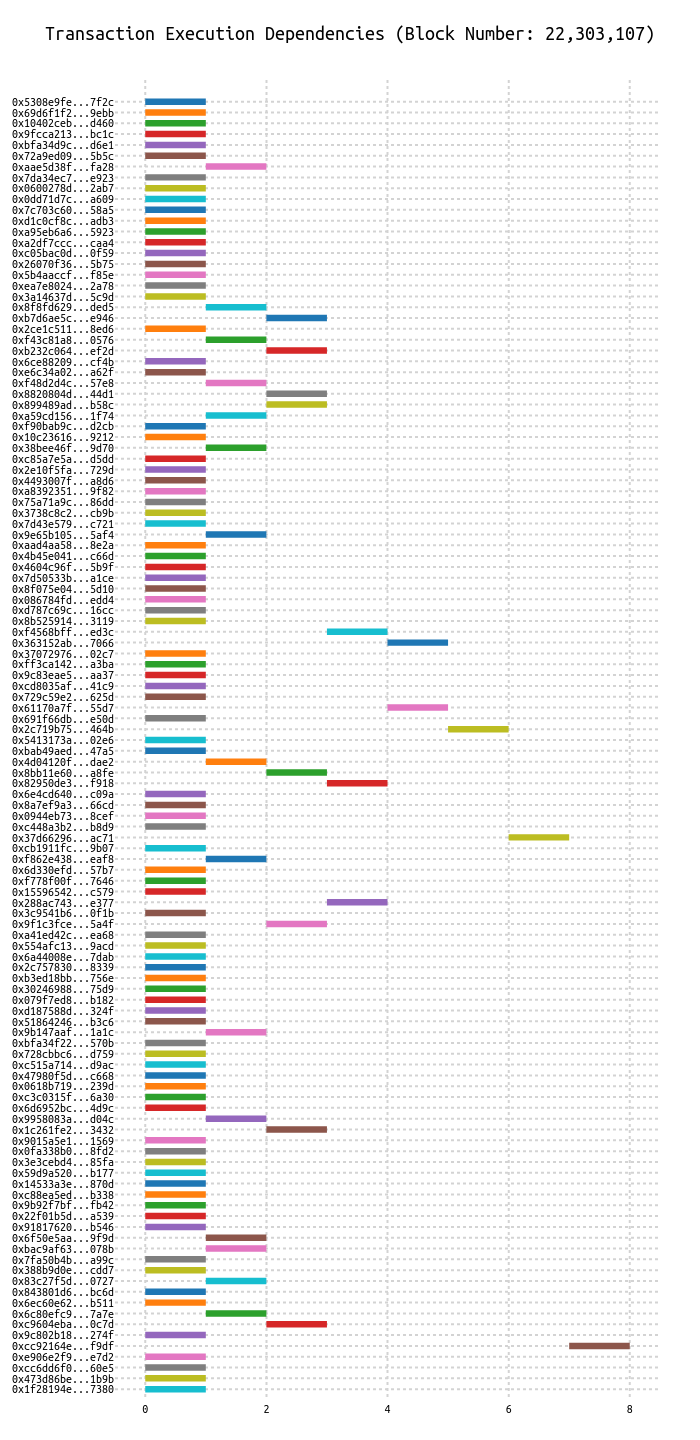 Transaction Execution Dependencies (Block Number: 22,303,107)
0x5308e9fe...7f2c
0x69d6f1f2...9ebb
0x10402ceb...d460
0x9fcca213...bc1c
0xbfa34d9c...d6e1
0x72a9ed09...5b5c
0xaae5d38f...fa28
0x7da34ec7...e923
0x0600278d...2ab7
0x0dd71d7c...a609
0x7c703c60...58a5
0xd1c0cf8c...adb3
0xa95eb6a6...5923
0xa2df7ccc...caa4
0xc05bac0d...0f59
0x26070f36...5b75
0x5b4aaccf...f85e
0xea7e8024...2a78
0x3a14637d...5c9d
0x8f8fd629...ded5
0xb7d6ae5c...e946
0x2ce1c511...8ed6
0xf43c81a8...0576
0xb232c064...ef2d
0x6ce88209...cf4b
0xe6c34a02...a62f
0xf48d2d4c...57e8
0x8820804d...44d1
0x899489ad...b58c
0xa59cd156...1f74
0xf90bab9c...d2cb
0x10c23616...9212
0x38bee46f...9d70
0xc85a7e5a...d5dd
0x2e10f5fa...729d
0x4493007f...a8d6
0xa8392351...9f82
0x75a71a9c...86dd
0x3738c8c2...cb9b
0x7d43e579...c721
0x9e65b105...5af4
0xaad4aa58...8e2a
0x4b45e041...c66d
0x4604c96f...5b9f
0x7d50533b...a1ce
0x8f075e04...5d10
0x086784fd...edd4
0xd787c69c...16cc
0x8b525914...3119
0xf4568bff...ed3c
0x363152ab...7066
0x37072976...02c7
0xff3ca142...a3ba
0x9c83eae5...aa37
0xcd8035af...41c9
0x729c59e2...625d
0x61170a7f...55d7
0x691f66db...e50d
0x2c719b75...464b
0x5413173a...02e6
0xbab49aed...47a5
0x4d04120f...dae2
0x8bb11e60...a8fe
0x82950de3...f918
0x6e4cd640...c09a
0x8a7ef9a3...66cd
0x0944eb73...8cef
0xc448a3b2...b8d9
0x37d66296...ac71
0xcb1911fc...9b07
0xf862e438...eaf8
0x6d330efd...57b7
0xf778f00f...7646
0x15596542...c579
0x288ac743...e377
0x3c9541b6...0f1b
0x9f1c3fce...5a4f
0xa41ed42c...ea68
0x554afc13...9acd
0x6a44008e...7dab
0x2c757830...8339
0xb3ed18bb...756e
0x30246988...75d9
0x079f7ed8...b182
0xd187588d...324f
0x51864246...b3c6
0x9b147aaf...1a1c
0xbfa34f22...570b
0x728cbbc6...d759
0xc515a714...d9ac
0x47980f5d...c668
0x0618b719...239d
0xc3c0315f...6a30
0x6d6952bc...4d9c
0x9958083a...d04c
0x1c261fe2...3432
0x9015a5e1...1569
0x0fa338b0...8fd2
0x3e3cebd4...85fa
0x59d9a520...b177
0x14533a3e...870d
0xc88ea5ed...b338
0x9b92f7bf...fb42
0x22f01b5d...a539
0x91817620...b546
0x6f50e5aa...9f9d
0xbac9af63...078b
0x7fa50b4b...a99c
0x388b9d0e...cdd7
0x83c27f5d...0727
0x843801d6...bc6d
0x6ec60e62...b511
0x6c80efc9...7a7e
0xc9604eba...0c7d
0x9c802b18...274f
0xcc92164e...f9df
0xe906e2f9...e7d2
0xcc6dd6f0...60e5
0x473d86be...1b9b
0x1f28194e...7380
0 2 4 6 8